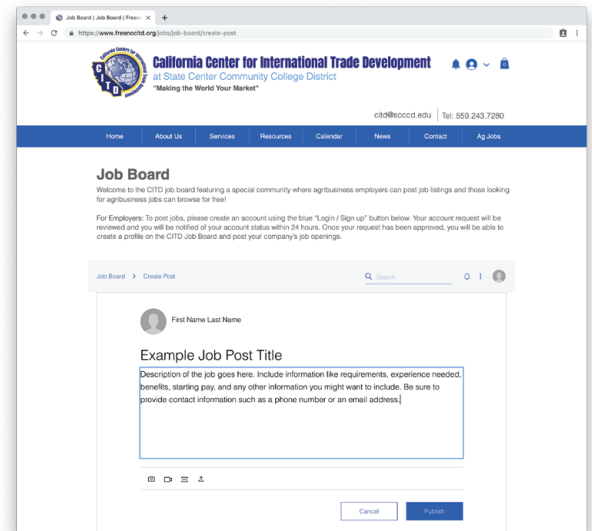 Job Board | Job Board | Fresno
https://www.fresnocitd.org/jobs/job-board/create-post
California Centers for International Trade Development
CITD
California Center for International Trade Development
at State Center Community College District
"Making the World Your Market"
citd@scccd.edu | Tel: 559.243.7280
Home About Us Services Resources Calendar News Contact Ag Jobs
Job Board
Welcome to the CITD job board featuring a special community where agribusiness employers can post job listings and those looking
for agribusiness jobs can browse for free!
For Employers: To post jobs, please create an account using the blue "Login / Sign up" button below. Your account request will be
reviewed and you will be notified of your account status within 24 hours. Once your request has been approved, you will be able to
create a profile on the CITD Job Board and post your company's job openings.
Job Board > Create Post Search
First Name Last Name
Example Job Post Title
Description of the job goes here. Include information like requirements, experience needed,
benefits, starting pay, and any other information you might want to include. Be sure to
provide contact information such as a phone number or an email address.
Cancel Publish